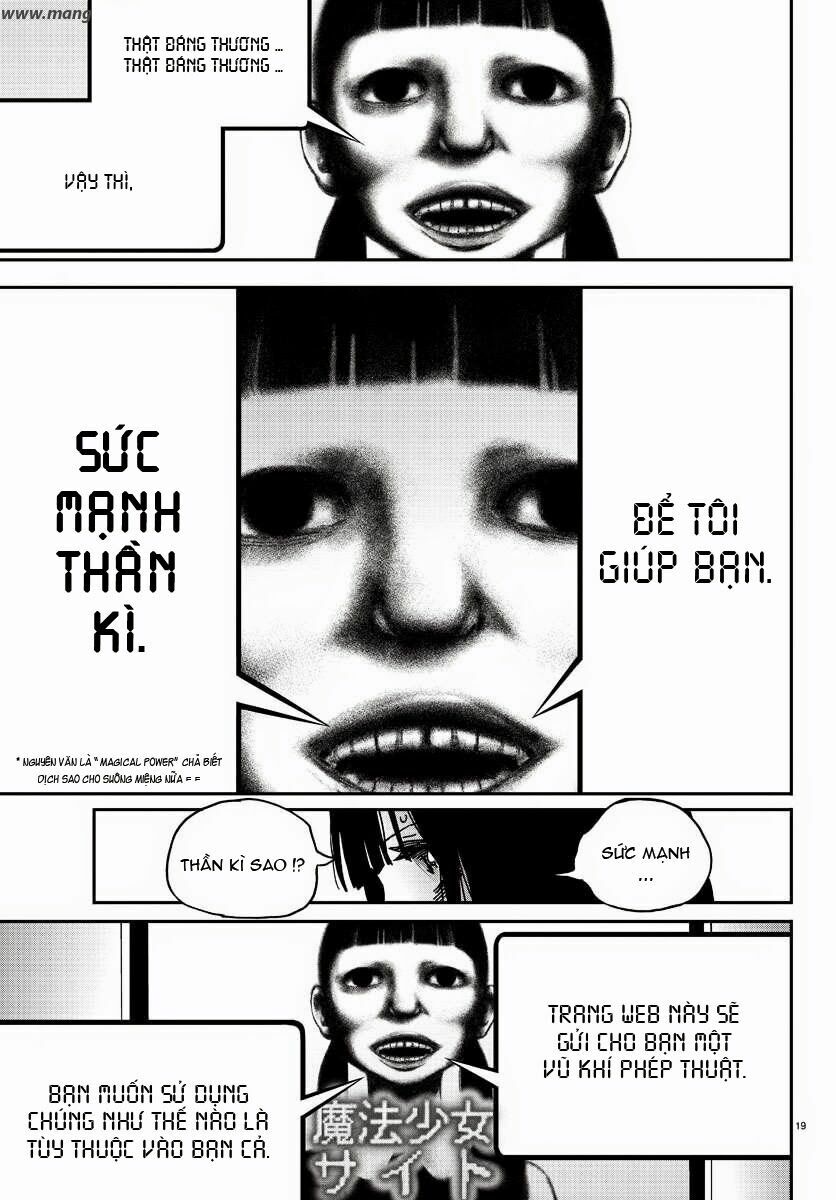 www.mang
THẬT ĐÁNG THƯƠNG ...
THẬT ĐÁNG THƯƠNG ...
VẬY THÌ,
ĐỂ TÔI
GIÚP BẠN.
SỨC
MẠNH
THẦN
KÌ.
* NGUYÊN VĂN LÀ "MAGICAL POWER" CHẢ BIẾT
DỊCH SAO CHO SUÔNG MIỆNG NỮA = =
SỨC MẠNH
...
THẦN KÌ SAO !?
TRANG WEB NÀY SẼ
GỬI CHO BẠN MỘT
VŨ KHÍ PHÉP THUẬT.
BẠN MUỐN SỬ DỤNG
CHÚNG NHƯ THẾ NÀO LÀ
TÙY THUỘC VÀO BẠN CẢ.
魔法少女
サイト
19